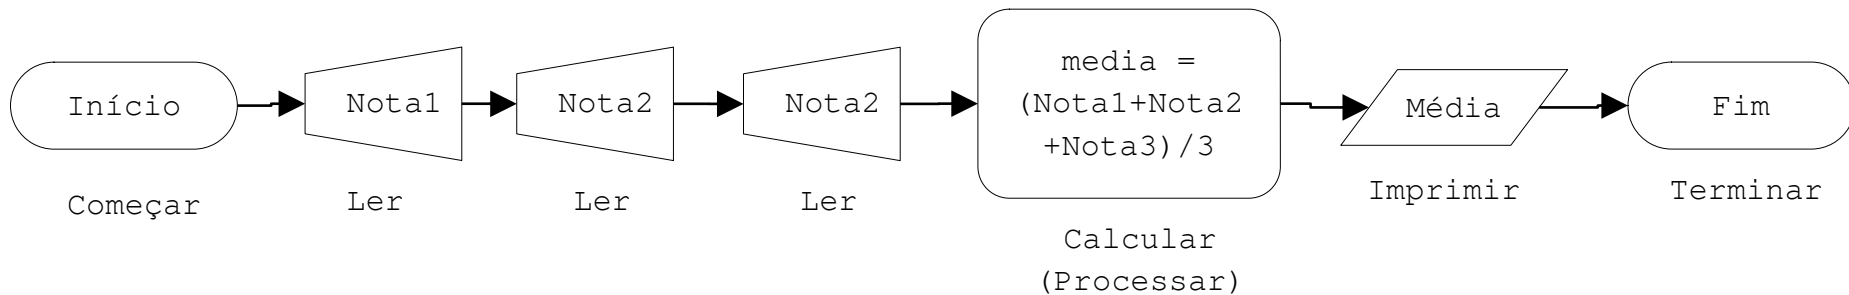 Início
Nota1
Nota2
Nota2
media =
(Nota1+Nota2
+Nota3)/3
Média
Fim
Começar
Ler
Ler
Ler
Calcular
(Processar)
Imprimir
Terminar